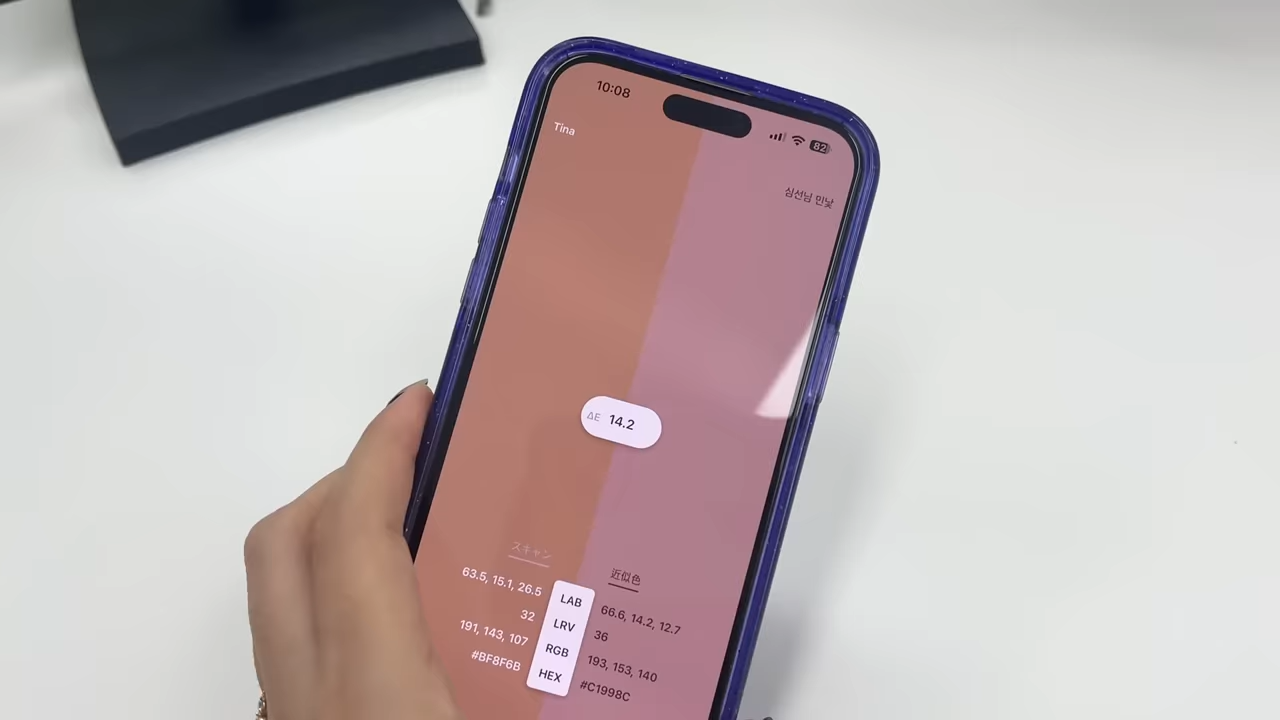 10:08
82
Tina
심선님 민낯
ΔE 14.2
スキャン
近似色
63.5, 15.1, 26.5 LAB 66.6, 14.2, 12.7
32 LRV 36
191, 143, 107 RGB 193, 153, 140
#BF8F6B HEX #C1998C